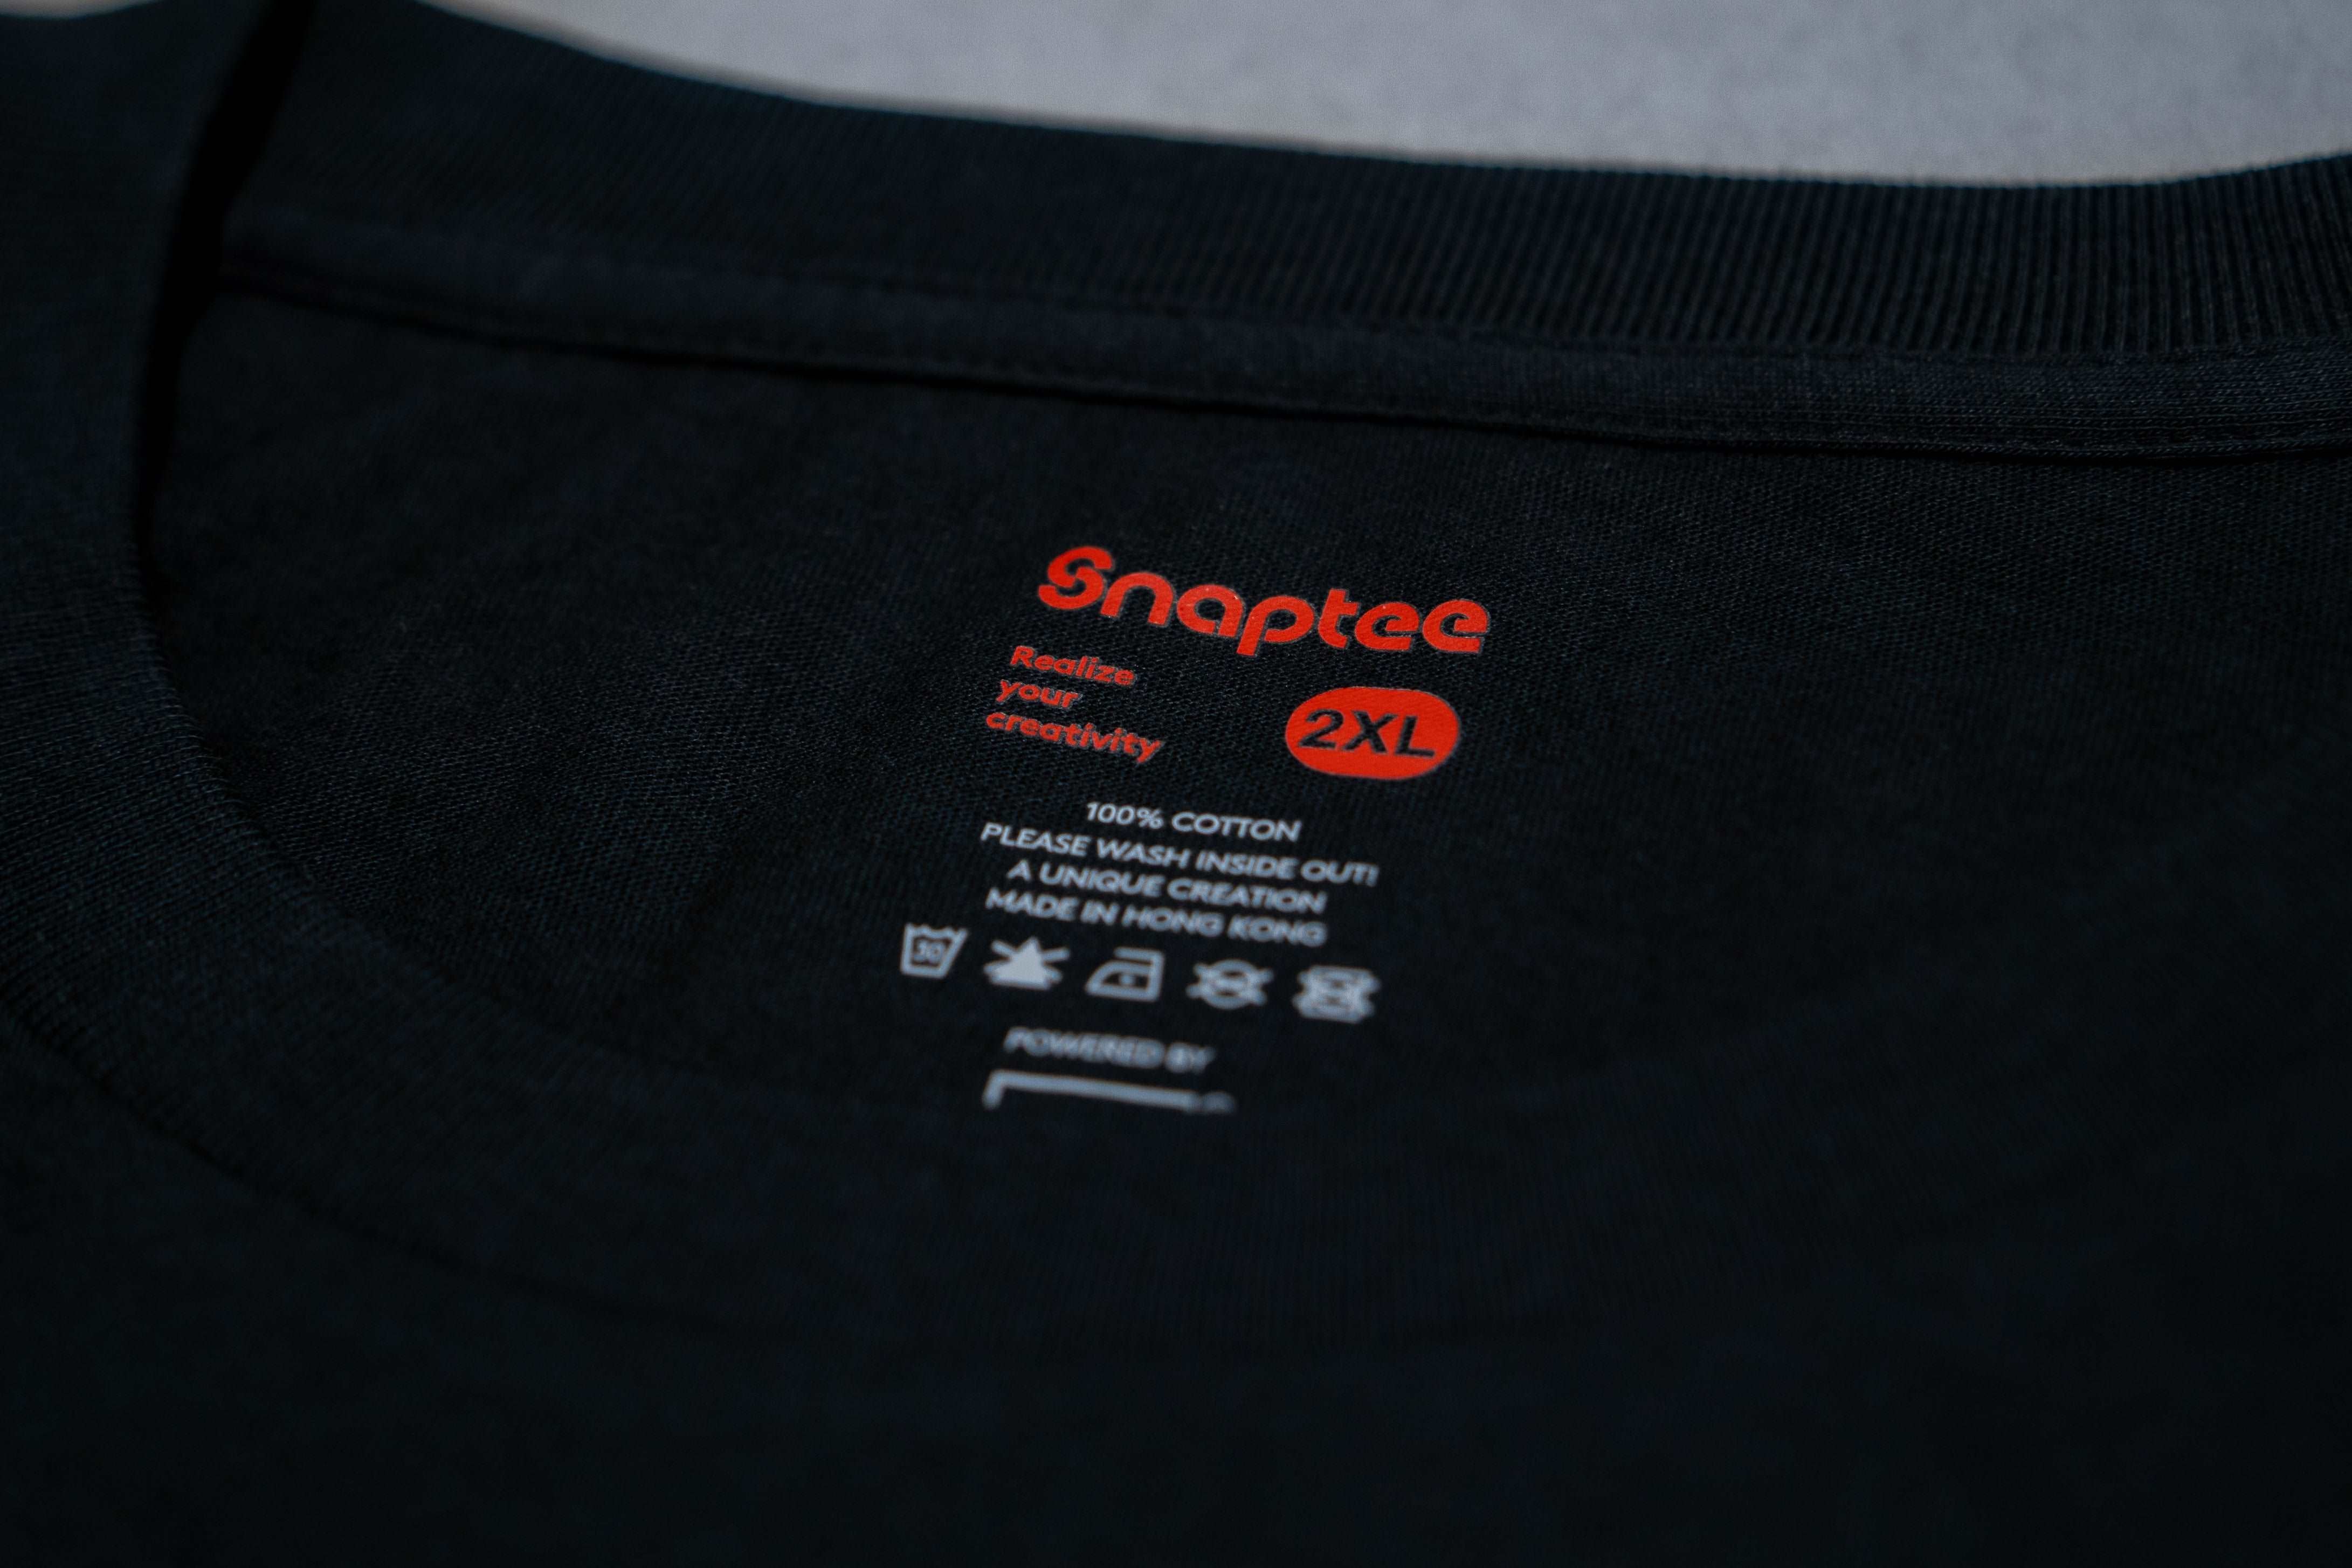 Snaptee
Realize
your
creativity
2XL
100% COTTON
PLEASE WASH INSIDE OUT!
A UNIQUE CREATION
MADE IN HONG KONG
30
POWERED BY